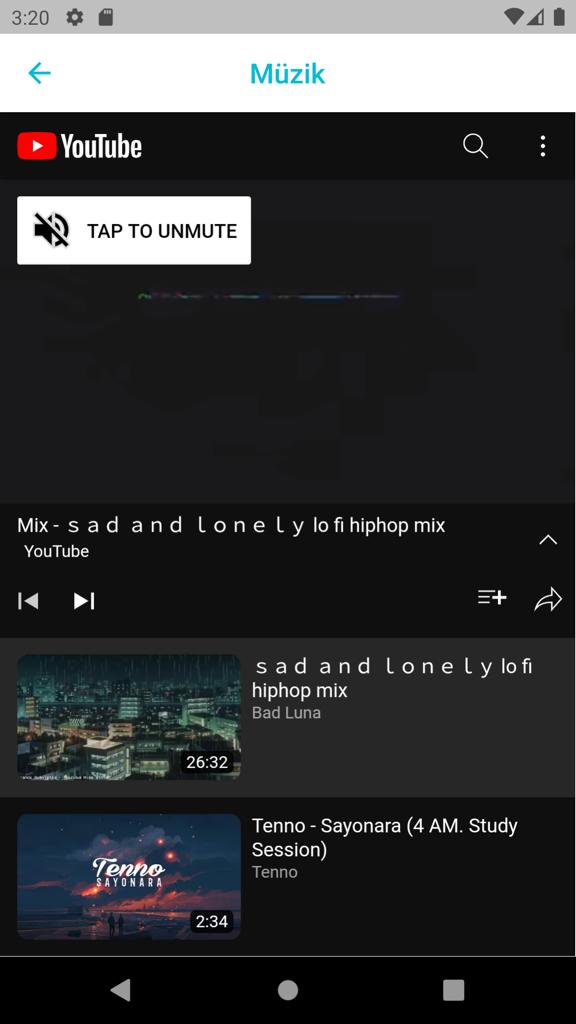 3:20
Müzik
YouTube
TAP TO UNMUTE
Mix - ｓａｄ ａｎｄ ｌｏｎｅｌｙ lo fi hiphop mix
YouTube
ｓａｄ ａｎｄ ｌｏｎｅｌｙ lo fi
hiphop mix
Bad Luna
26:32
Tenno - Sayonara (4 AM. Study
Session)
Tenno
Tenno
SAYONARA
2:34